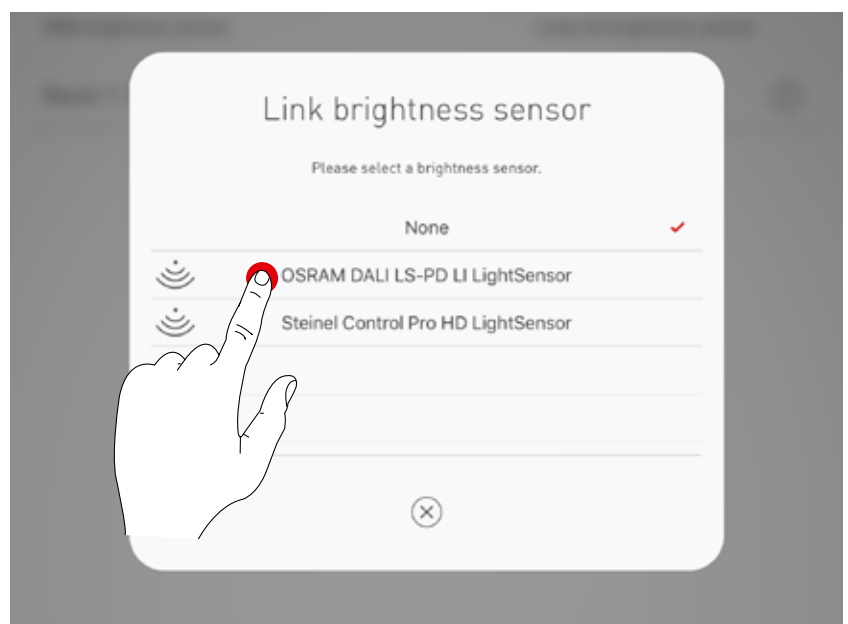 Link brightness sensor
Please select a brightness sensor.
None
OSRAM DALI LS-PD LI LightSensor
Steinel Control Pro HD LightSensor